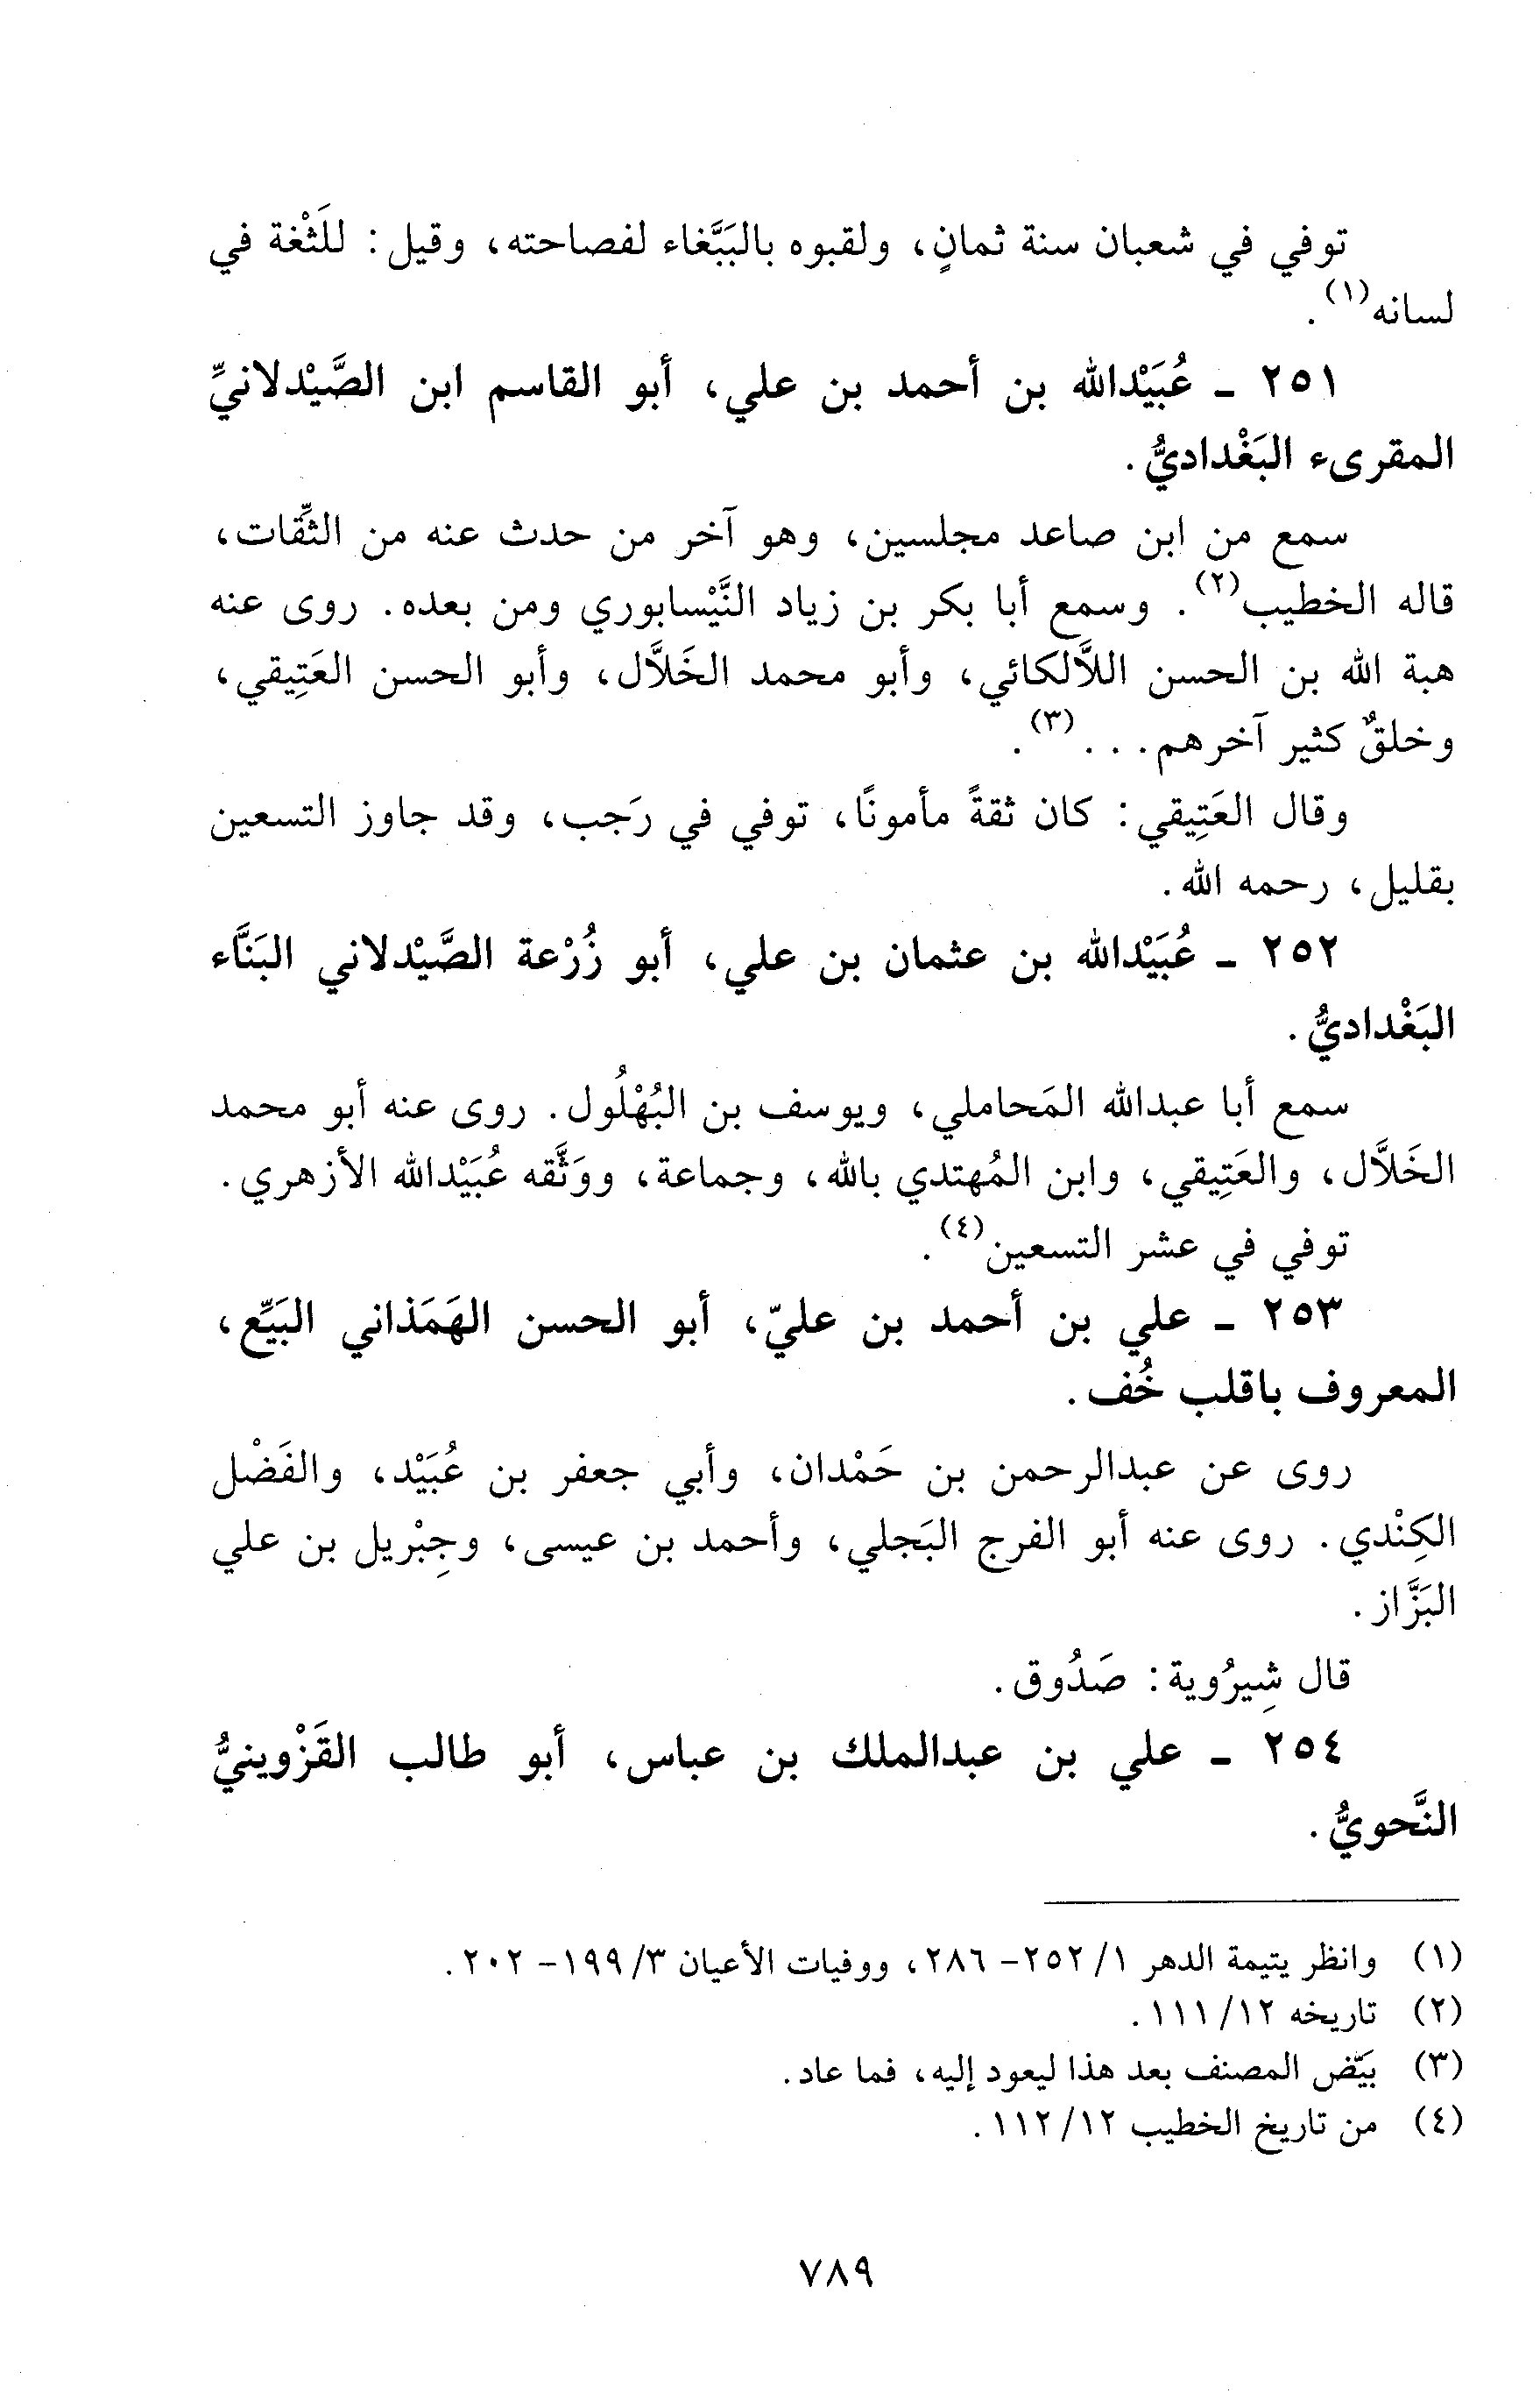 توفي في شعبان سنة ثمانٍ، ولقبوه بالبَبَّغاء لفصاحته، وقيل: للَثْغة في
لسانه(١).
٢٥١ - عُبَيْدالله بن أحمد بن علي، أبو القاسم ابن الصَّيْدلانيِّ
المقرىء البَغْداديُّ.
سمع من ابن صاعد مجلسين، وهو آخر من حدث عنه من الثِّقات،
قاله الخطيب(٢). وسمع أبا بكر بن زياد النَّيْسابوري ومن بعده. روى عنه
هبة الله بن الحسن اللاَّلكائي، وأبو محمد الخَلاَّل، وأبو الحسن العَتِيقي،
وخلقٌ كثير آخرهم...(٣).
وقال العَتِيقي: كان ثقةً مأمونًا، توفي في رَجب، وقد جاوز التسعين
بقليل، رحمه الله.
٢٥٢ - عُبَيْدالله بن عثمان بن علي، أبو زُرْعة الصَّيْدلاني البَنَّاء
البَغْداديُّ.
سمع أبا عبدالله المَحاملي، ويوسف بن البُهْلُول. روى عنه أبو محمد
الخَلاَّل، والعَتِيقي، وابن المُهتدي بالله، وجماعة، ووَثَّقه عُبَيْدالله الأزهري.
توفي في عشر التسعين(٤).
٢٥٣ - علي بن أحمد بن عليّ، أبو الحسن الهَمَذاني البَيِّع،
المعروف باقلب خُف.
روى عن عبدالرحمن بن حَمْدان، وأبي جعفر بن عُبَيْد، والفَضْل
الكِنْدي. روى عنه أبو الفرج البَجلي، وأحمد بن عيسى، وجِبْريل بن علي
البَزَّاز.
قال شِيرُوية: صَدُوق.
٢٥٤ - علي بن عبدالملك بن عباس، أبو طالب القَزْوينيُّ
النَّحويُّ.
(١) وانظر يتيمة الدهر ١/ ٢٥٢- ٢٨٦، ووفيات الأعيان ٣/ ١٩٩- ٢٠٢.
(٢) تاريخه ١٢/ ١١١.
(٣) بَيّض المصنف بعد هذا ليعود إليه، فما عاد.
(٤) من تاريخ الخطيب ١٢/ ١١٢.
٧٨٩